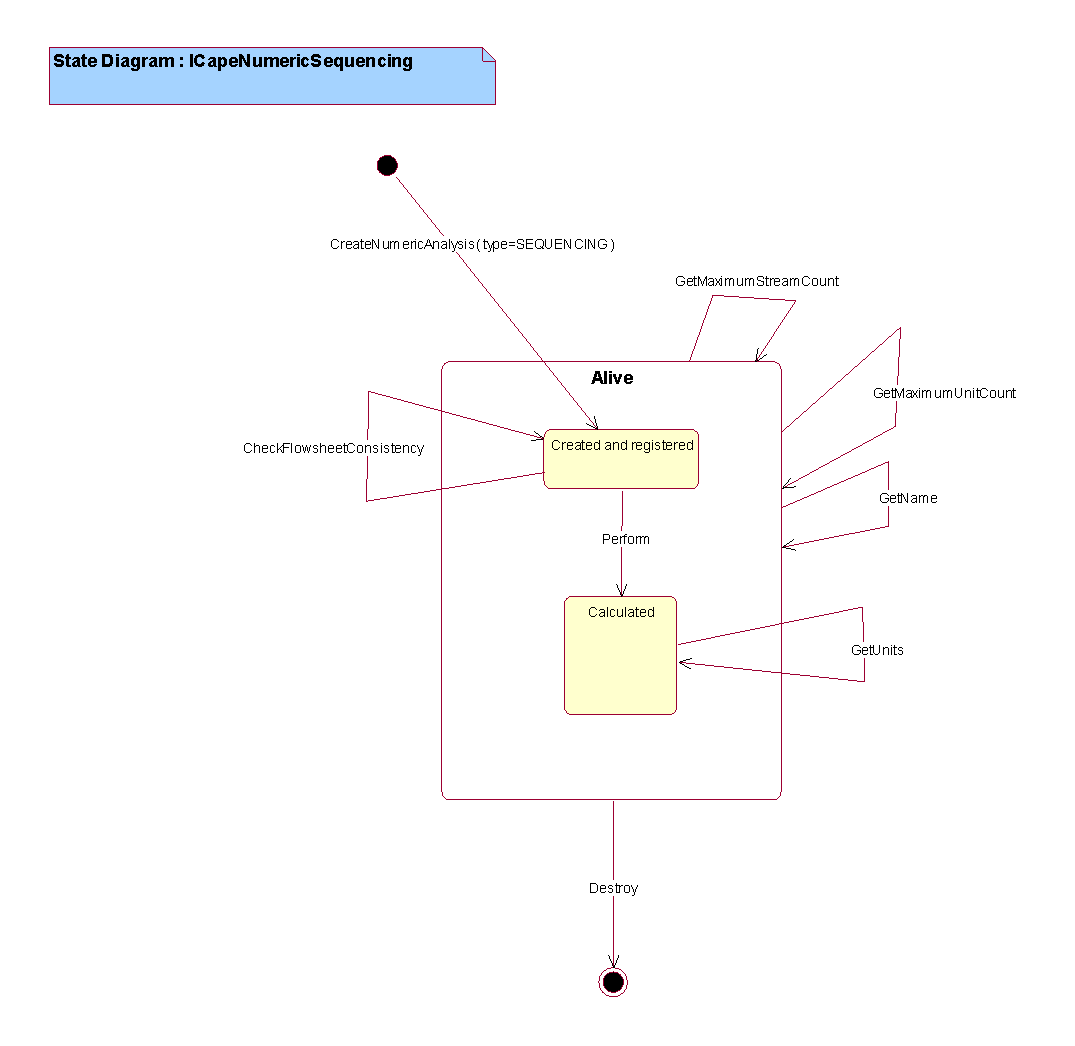 State Diagram : ICapeNumericSequencing
CreateNumericAnalysis( type=SEQUENCING )
GetMaximumStreamCount
Alive
GetMaximumUnitCount
Created and registered
CheckFlowsheetConsistency
GetName
Perform
Calculated
GetUnits
Destroy